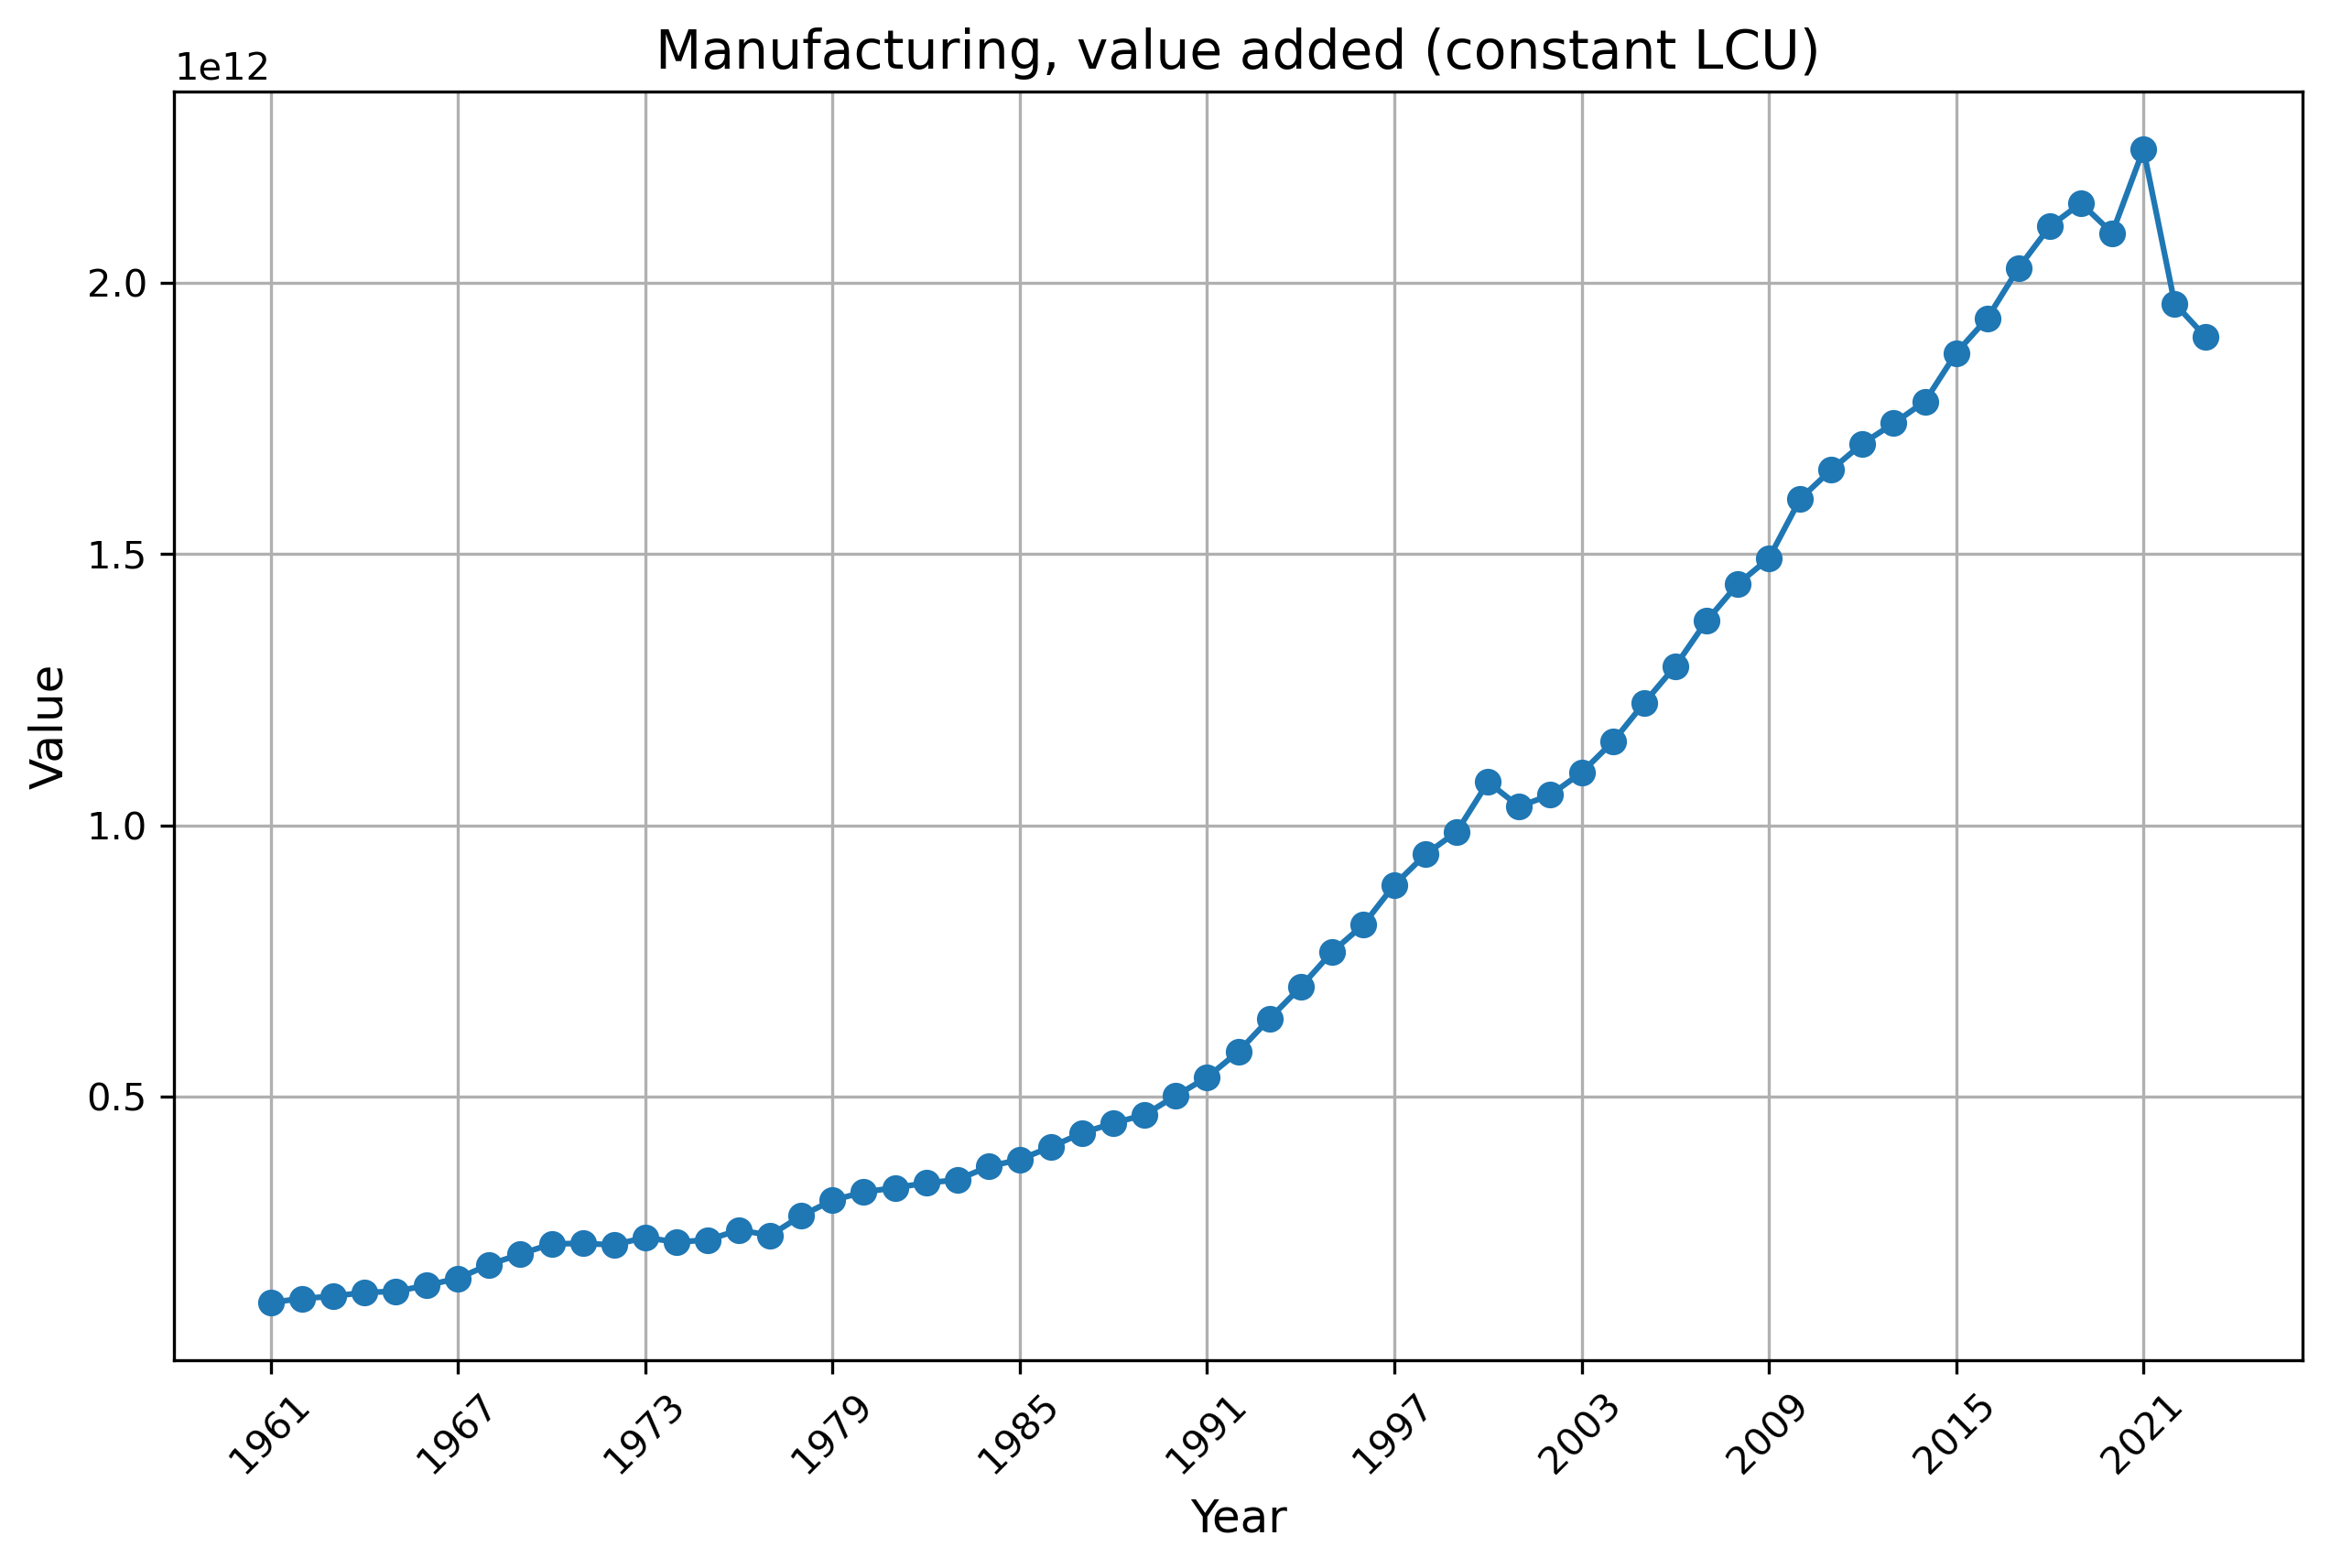 Manufacturing, value added (constant LCU)
1e12
2.0
1.5
1.0
0.5
Value
1961 1967 1973 1979 1985 1991 1997 2003 2009 2015 2021
Year